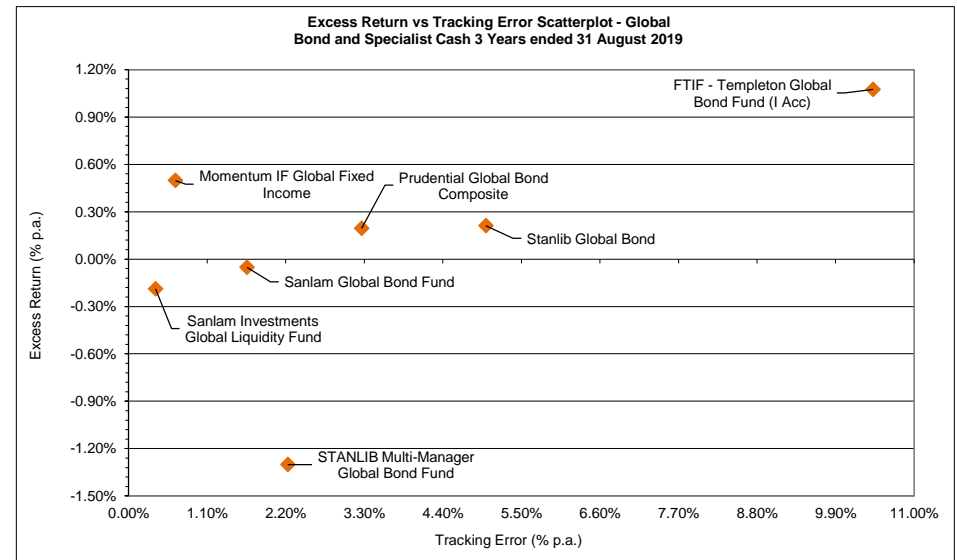 Excess Return vs Tracking Error Scatterplot - Global
Bond and Specialist Cash 3 Years ended 31 August 2019
Excess Return (% p.a.)
1.20%
0.90%
0.60%
0.30%
0.00%
-0.30%
-0.60%
-0.90%
-1.20%
-1.50%
FTIF - Templeton Global
Bond Fund (I Acc)
Momentum IF Global Fixed
Income
Prudential Global Bond
Composite
Stanlib Global Bond
Sanlam Global Bond Fund
Sanlam Investments
Global Liquidity Fund
STANLIB Multi-Manager
Global Bond Fund
0.00%
1.10%
2.20%
3.30%
4.40%
5.50%
6.60%
7.70%
8.80%
9.90%
11.00%
Tracking Error (% p.a.)